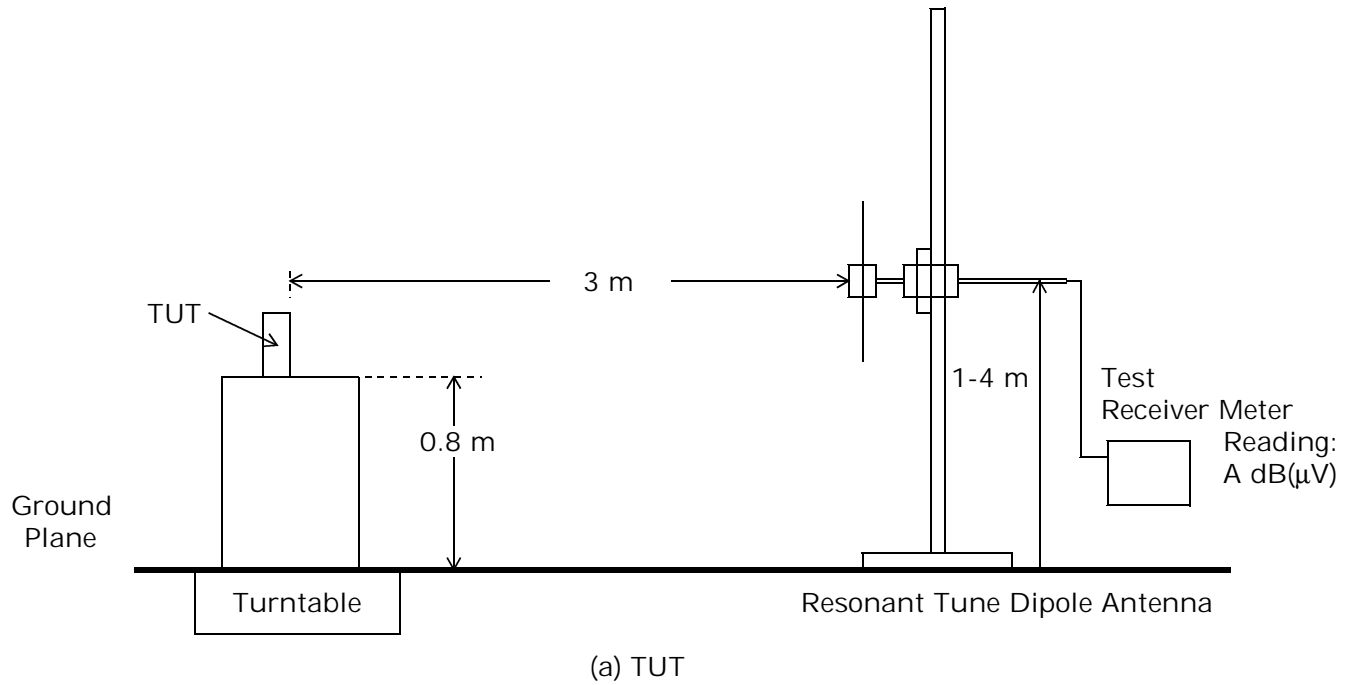 3 m
TUT
1-4 m
Test
Receiver Meter
Reading:
A dB(μV)
0.8 m
Ground
Plane
Turntable
Resonant Tune Dipole Antenna
(a) TUT